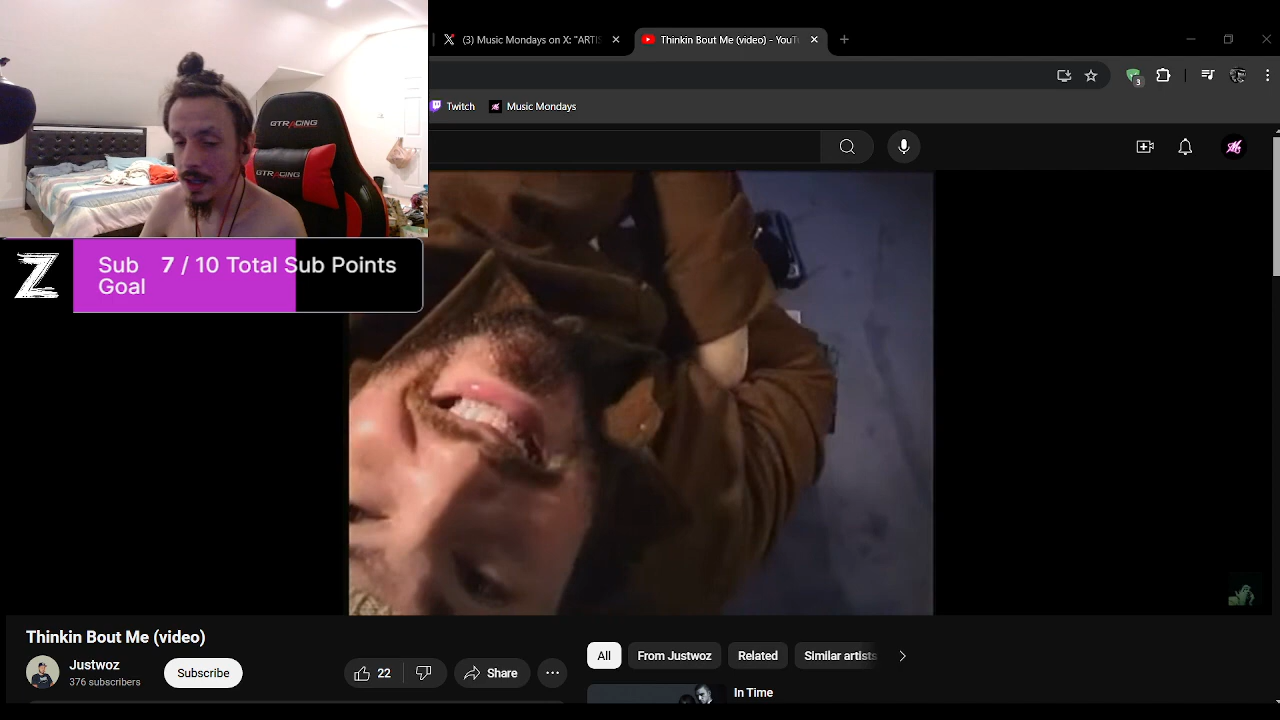 (3) Music Mondays on X: "ARTI
Thinkin Bout Me (video) - YouTu
3
Twitch
Music Mondays
GTRACING
GTRACING
Z
Sub Goal
7 / 10 Total Sub Points
Thinkin Bout Me (video)
Justwoz
376 subscribers
Subscribe
22
Share
All
From Justwoz
Related
Similar artists
In Time